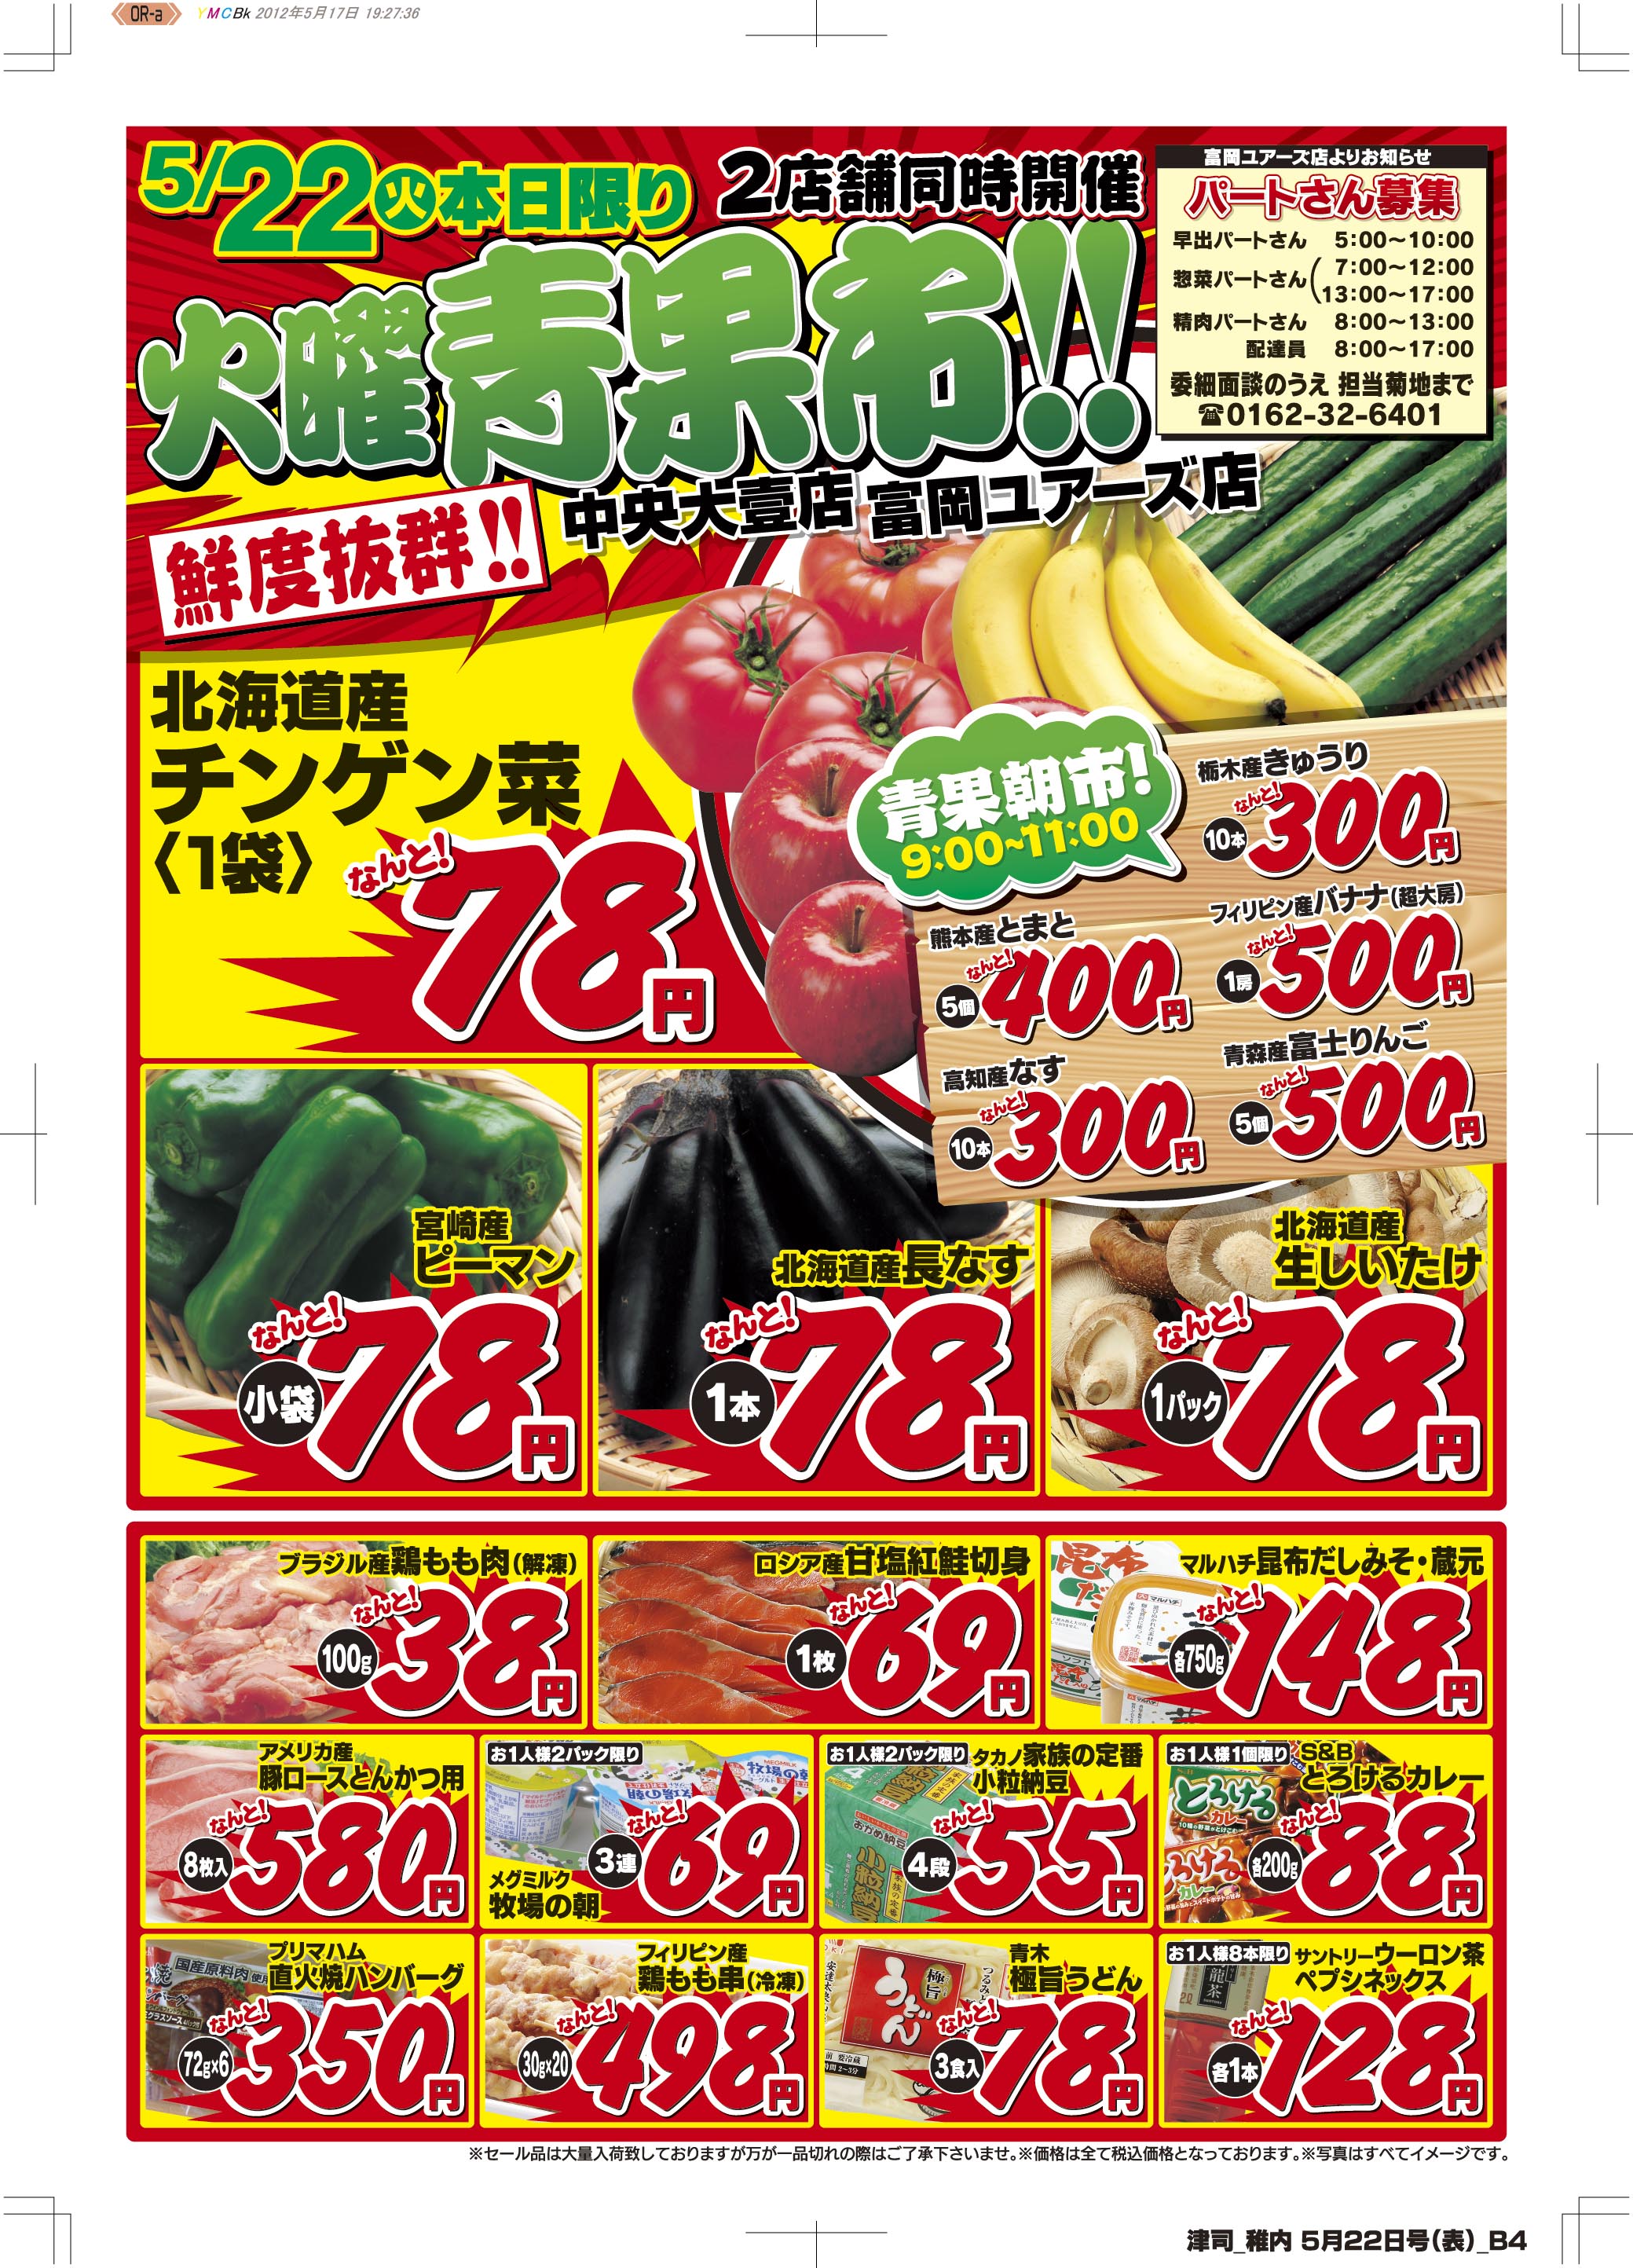 OR-a YMCBk 2012年5月17日 19:27:36
5/22火本日限り
2店舗同時開催
火曜青果市!!
中央大壹店 富岡ユアーズ店
鮮度抜群!!
富岡ユアーズ店よりお知らせ
パートさん募集
早出パートさん 5:00〜10:00
惣菜パートさん(7:00〜12:00
13:00〜17:00
精肉パートさん 8:00〜13:00
配達員 8:00〜17:00
委細面談のうえ 担当菊地まで
☎0162-32-6401
北海道産
チンゲン菜
〈1袋〉
なんと!
78円
青果朝市!
9:00~11:00
栃木産きゅうり
なんと!
10本 300円
熊本産とまと
なんと!
5個 400円
フィリピン産バナナ(超大房)
なんと!
1房 500円
高知産なす
なんと!
10本 300円
青森産富士りんご
なんと!
5個 500円
宮崎産
ピーマン
なんと!
小袋 78円
北海道産長なす
なんと!
1本 78円
北海道産
生しいたけ
なんと!
1パック 78円
ブラジル産鶏もも肉(解凍)
なんと!
100g 38円
ロシア産甘塩紅鮭切身
なんと!
1枚 69円
マルハチ昆布だしみそ・蔵元
なんと!
各750g 148円
アメリカ産
豚ロースとんかつ用
なんと!
8枚入 580円
お1人様2パック限り
なんと!
3連 69円
メグミルク
牧場の朝
お1人様2パック限り
タカノ家族の定番
小粒納豆
なんと!
4段 55円
お1人様1個限り
S&B
とろけるカレー
なんと!
各200g 88円
プリマハム
直火焼ハンバーグ
なんと!
72g×6 350円
フィリピン産
鶏もも串(冷凍)
なんと!
30g×20 498円
青木
極旨うどん
なんと!
3食入 78円
お1人様8本限り
サントリーウーロン茶
ペプシネックス
なんと!
各1本 128円
※セール品は大量入荷致しておりますが万が一品切れの際はご了承下さいませ。※価格は全て税込価格となっております。※写真はすべてイメージです。
津司_稚内 5月22日号(表)_B4